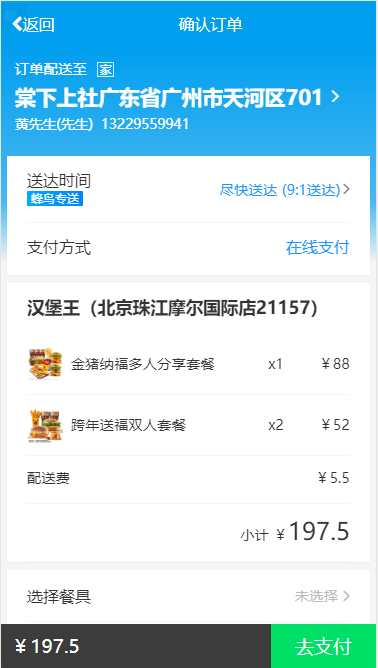 返回 确认订单
订单配送至 家
棠下上社广东省广州市天河区701
黄先生(先生) 13229559941
送达时间
蜂鸟专送
尽快送达 (9:1送达)
支付方式 在线支付
汉堡王（北京珠江摩尔国际店21157）
金猪纳福多人分享套餐 x1 ￥88
跨年送福双人套餐 x2 ￥52
配送费 ￥5.5
小计 ￥197.5
选择餐具 未选择
￥197.5 去支付